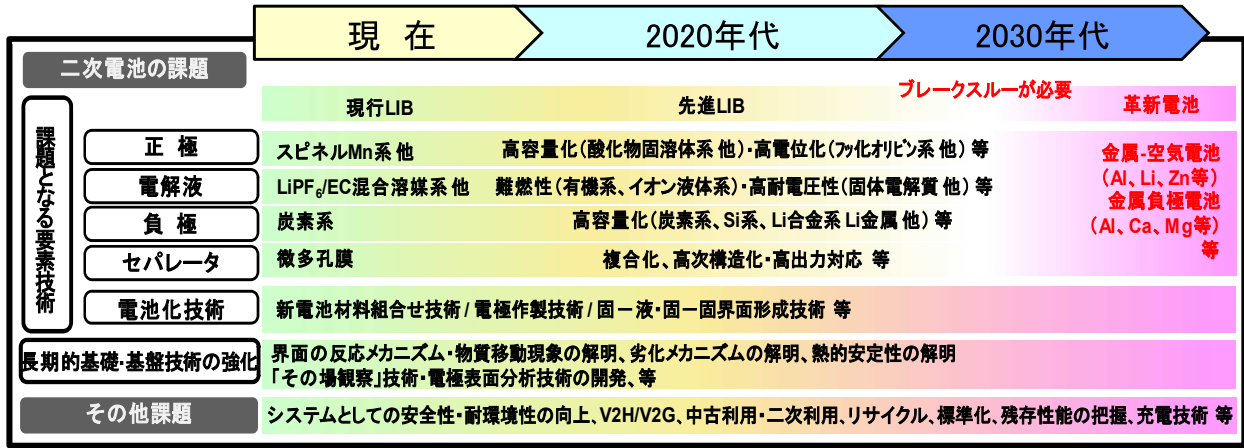 現 在
2020年代
2030年代
二次電池の課題
ブレークスルーが必要
現行LIB
先進LIB
革新電池
課題となる要素技術
正 極
スピネルMn系 他
高容量化(酸化物固溶体系 他)・高電位化(フッ化オリビン系 他) 等
電解液
LiPF₆/EC混合溶媒系 他
難燃性(有機系、イオン液体系)・高耐電圧性(固体電解質 他) 等
負 極
炭素系
高容量化(炭素系、Si系、Li合金系 Li金属 他) 等
セパレータ
微多孔膜
複合化、高次構造化・高出力対応 等
金属-空気電池
(Al、Li、Zn等)
金属負極電池
(Al、Ca、Mg等)
等
電池化技術
新電池材料組合せ技術 / 電極作製技術 / 固ー液・固ー固界面形成技術 等
長期的基礎・基盤技術の強化
界面の反応メカニズム・物質移動現象の解明、劣化メカニズムの解明、熱的安定性の解明
「その場観察」技術・電極表面分析技術の開発、等
その他課題
システムとしての安全性・耐環境性の向上、V2H/V2G、中古利用・二次利用、リサイクル、標準化、残存性能の把握、充電技術 等